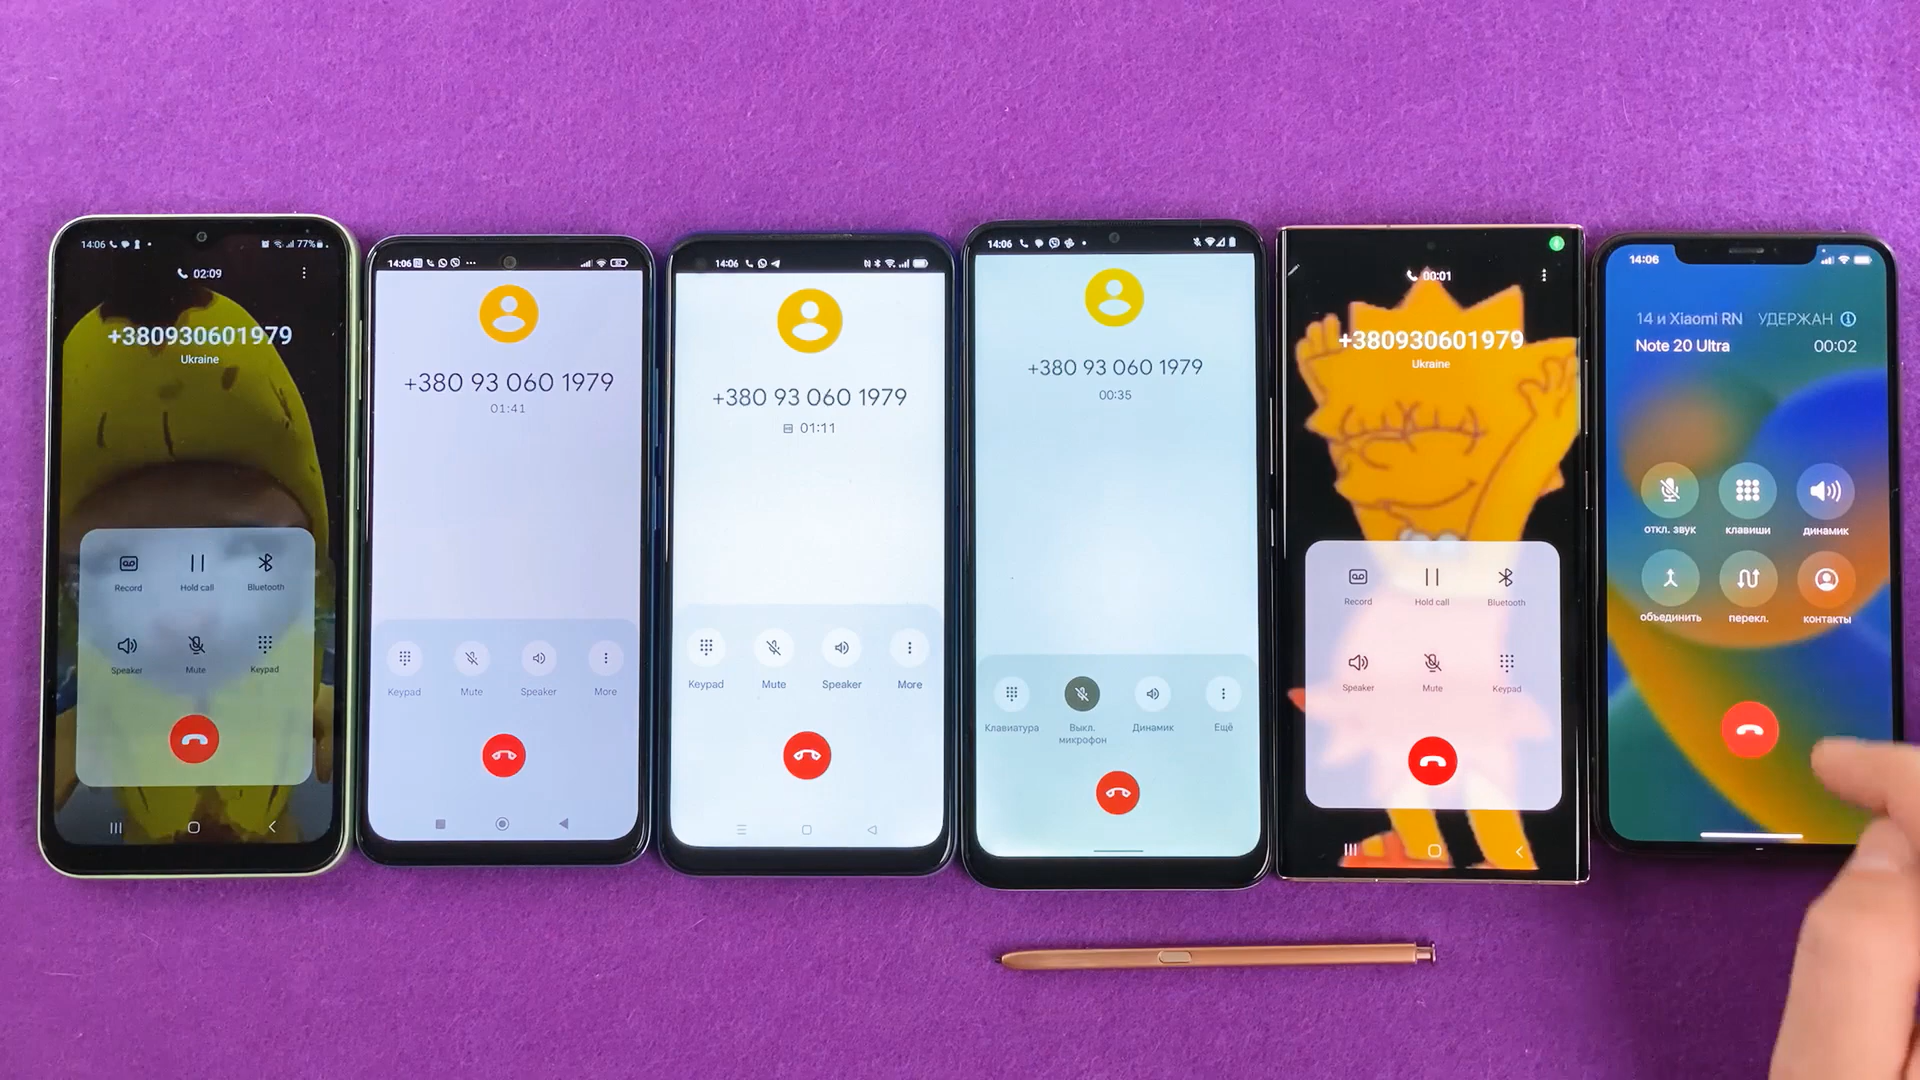 14:06
77%
02:09
+380930601979
Ukraine
Record
Hold call
Bluetooth
Speaker
Mute
Keypad
14:06
+380 93 060 1979
01:41
Keypad
Mute
Speaker
More
14:06
+380 93 060 1979
01:11
Keypad
Mute
Speaker
More
14:06
+380 93 060 1979
00:35
Клавиатура
Выкл.
микрофон
Динамик
Ещё
00:01
+380930601979
Ukraine
Record
Hold call
Bluetooth
Speaker
Mute
Keypad
14:06
14 и Xiaomi RN УДЕРЖАН
Note 20 Ultra 00:02
откл. звук
клавиши
динамик
объединить
перекл.
контакты